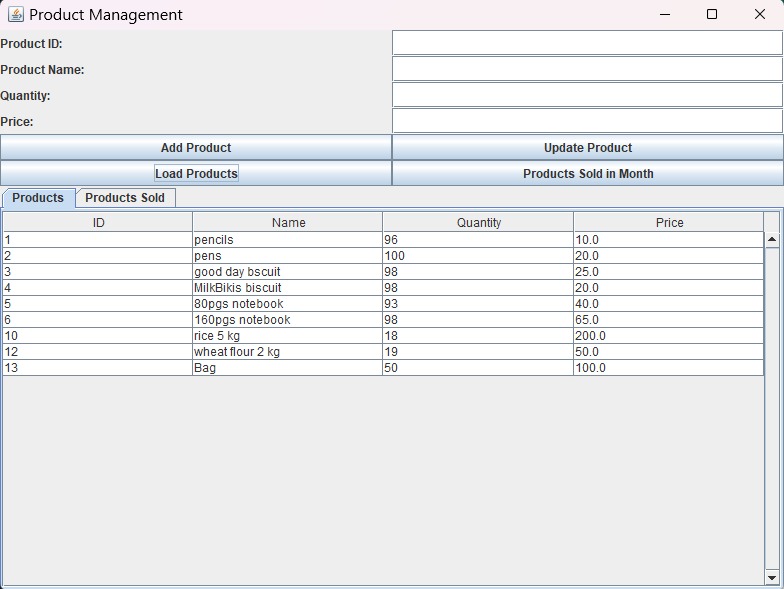 Product Management
Product ID:
Product Name:
Quantity:
Price:
Add Product Update Product
Load Products Products Sold in Month
Products Products Sold
ID Name Quantity Price
1 pencils 96 10.0
2 pens 100 20.0
3 good day bscuit 98 25.0
4 MilkBikis biscuit 98 20.0
5 80pgs notebook 93 40.0
6 160pgs notebook 98 65.0
10 rice 5 kg 18 200.0
12 wheat flour 2 kg 19 50.0
13 Bag 50 100.0